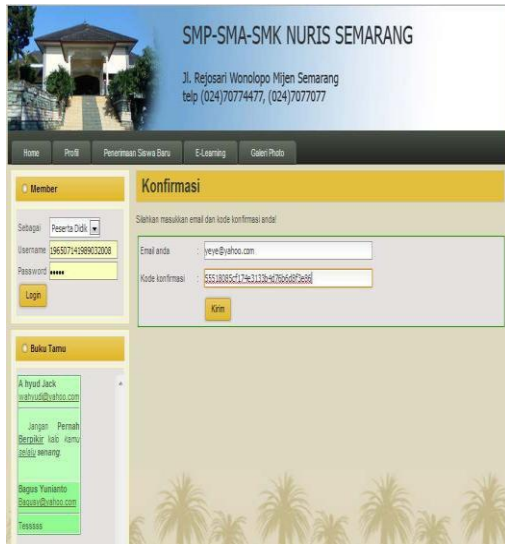 SMP-SMA-SMK NURIS SEMARANG
Jl. Rejosari Wonolopo Mijen Semarang
telp (024)70774477, (024)7077077
Home Profil Penerimaan Siswa Baru E-Learning Galeri Photo
Member
Sebagai Peserta Didik
Username 196507141989032008
Password
Login
Konfirmasi
Silahkan masukkan email dan kode konfirmasi anda!
Email anda : yeye@yahoo.com
Kode konfirmasi :
Kirim
Buku Tamu
A hyud Jack
wahyudi@yahoo.com
Jangan Pernah
Berpikir kalo kamu
selalu senang.
Bagus Yunianto
Baguay@yahoo.com
Tesssss